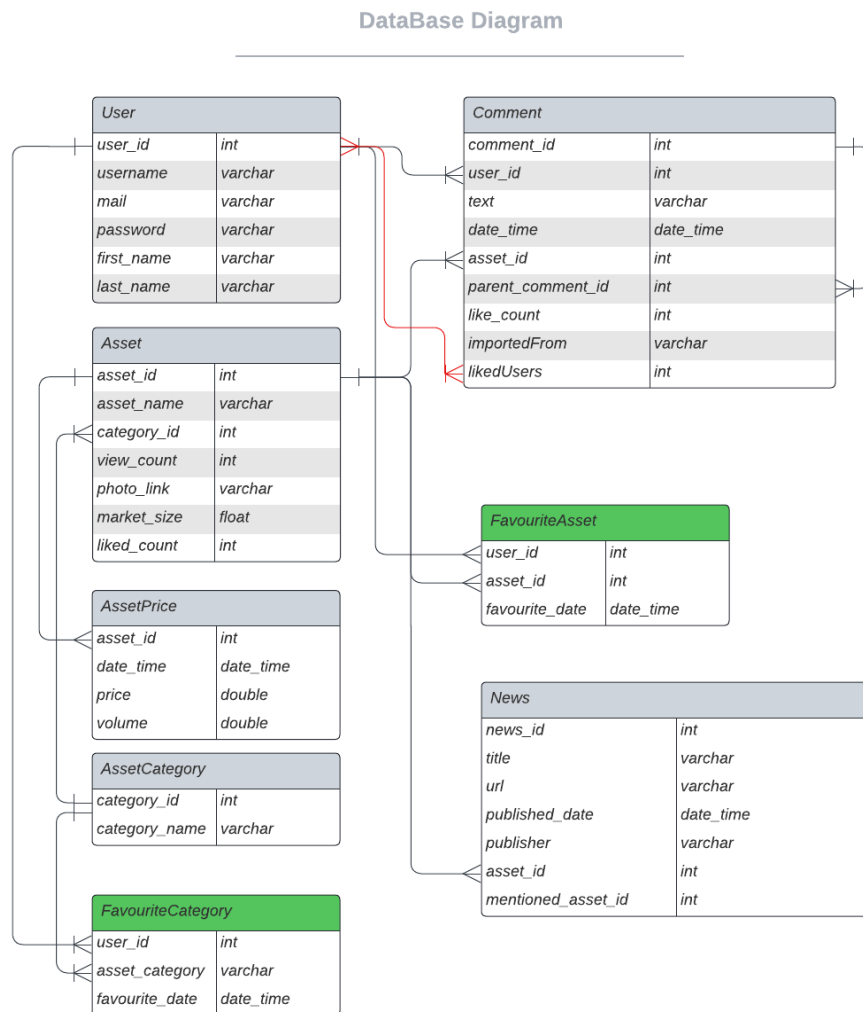 DataBase Diagram
User
user_id int
username varchar
mail varchar
password varchar
first_name varchar
last_name varchar
Comment
comment_id int
user_id int
text varchar
date_time date_time
asset_id int
parent_comment_id int
like_count int
importedFrom varchar
likedUsers int
Asset
asset_id int
asset_name varchar
category_id int
view_count int
photo_link varchar
market_size float
liked_count int
FavouriteAsset
user_id int
asset_id int
favourite_date date_time
AssetPrice
asset_id int
date_time date_time
price double
volume double
News
news_id int
title varchar
url varchar
published_date date_time
publisher varchar
asset_id int
mentioned_asset_id int
AssetCategory
category_id int
category_name varchar
FavouriteCategory
user_id int
asset_category varchar
favourite_date date_time